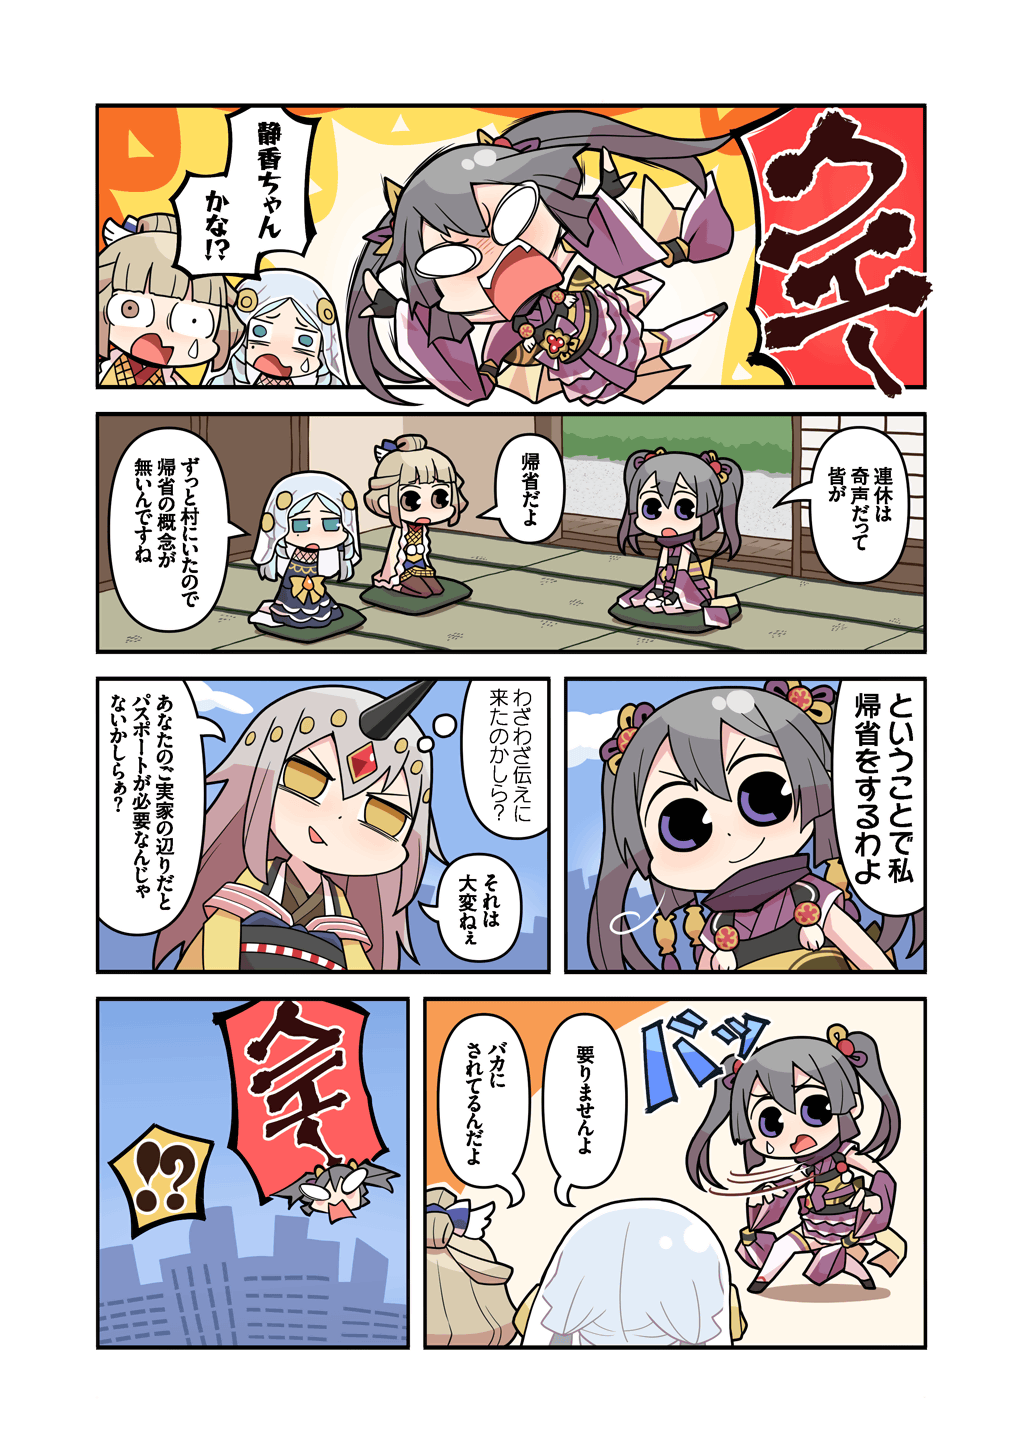 クエー
静香ちゃん
かな!?
連休は
奇声だって
皆が
帰省だよ
ずっと村にいたので
帰省の概念が
無いんですね
ということで私
帰省をするわよ
わざわざ伝えに
来たのかしら？
それは
大変ねぇ
あなたのご実家の辺りだと
パスポートが必要なんじゃ
ないかしらぁ？
バッ
要りませんよ
バカに
されてるんだよ
クエー
!?